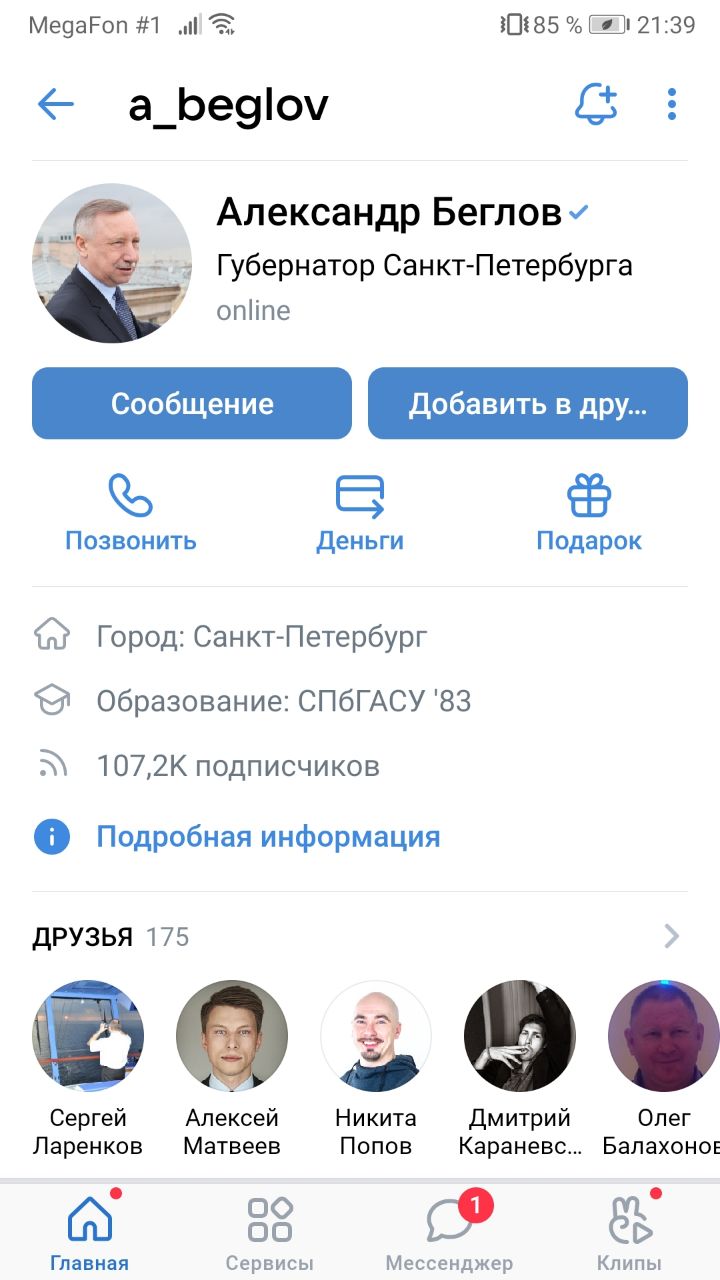 MegaFon #1 85 % 21:39
a_beglov
Александр Беглов
Губернатор Санкт-Петербурга
online
Сообщение Добавить в дру...
Позвонить Деньги Подарок
Город: Санкт-Петербург
Образование: СПбГАСУ '83
107,2K подписчиков
Подробная информация
ДРУЗЬЯ 175
Сергей Алексей Никита Дмитрий Олег
Ларенков Матвеев Попов Караневс... Балахонов
1
Главная Сервисы Мессенджер Клипы